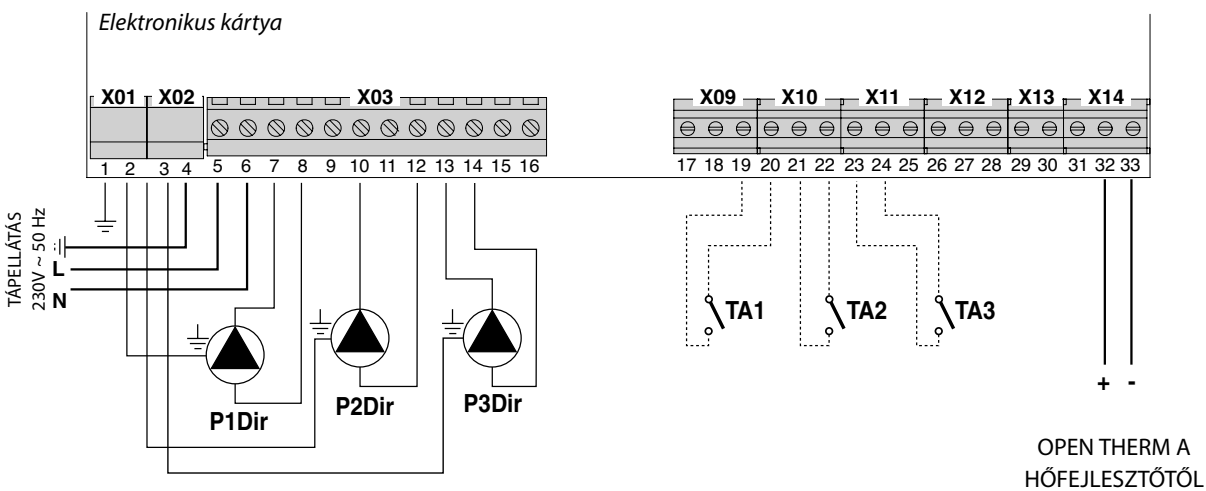 Elektronikus kártya
X01 X02 X03 X09 X10 X11 X12 X13 X14
1 2 3 4 5 6 7 8 9 10 11 12 13 14 15 16 17 18 19 20 21 22 23 24 25 26 27 28 29 30 31 32 33
TÁPELLÁTÁS
230V ~ 50 Hz
L
N
TA1 TA2 TA3
P1Dir P2Dir P3Dir
+ -
OPEN THERM A
HŐFEJLESZTŐTŐL